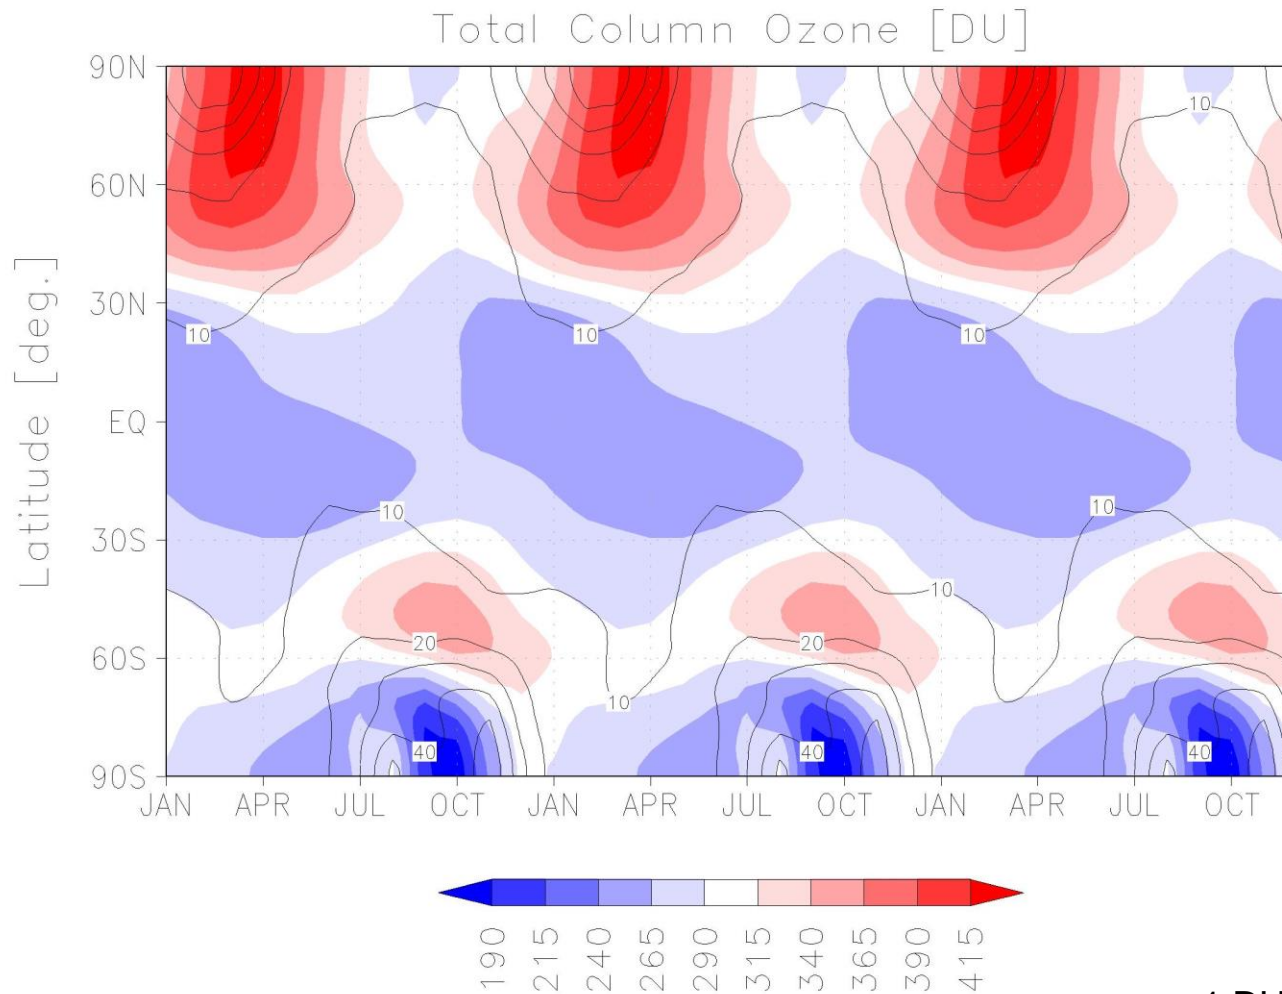 Total Column Ozone [DU]
Latitude [deg.]
90N
60N
30N
EQ
30S
60S
90S
10
10
10
10
10
10
10
10
20
20
40
40
40
JAN APR JUL OCT JAN APR JUL OCT JAN APR JUL OCT
190 215 240 265 290 315 340 365 390 415